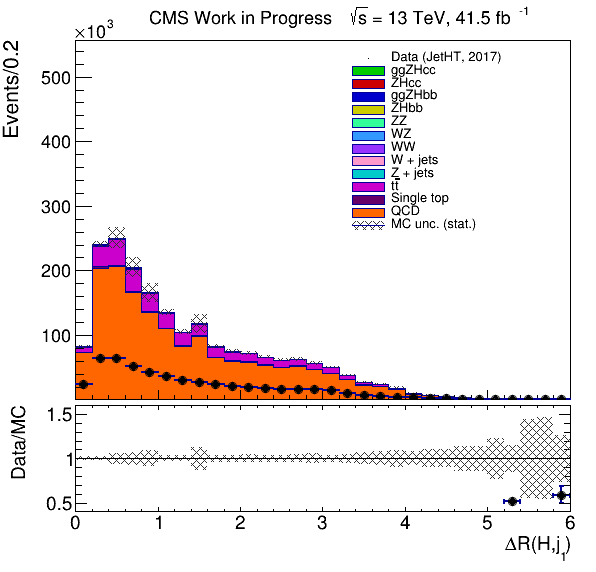 CMS Work in Progress √s = 13 TeV, 41.5 fb⁻¹
×10³
Events/0.2
500
400
300
200
100
Data (JetHT, 2017)
ggZHcc
ZHcc
ggZHbb
ZHbb
ZZ
WZ
WW
W + jets
Z + jets
tt̅
Single top
QCD
MC unc. (stat.)
Data/MC
1.5
1
0.5
0 1 2 3 4 5 6
ΔR(H,j₁)